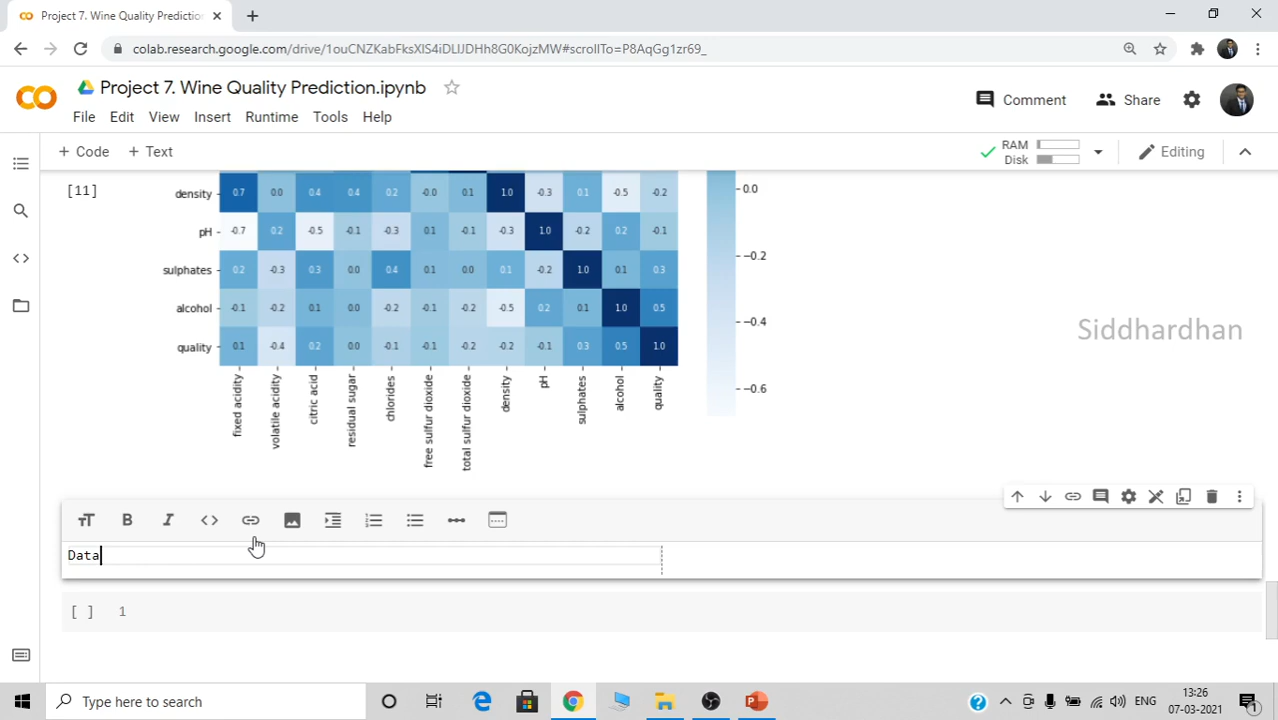 Project 7. Wine Quality Prediction
colab.research.google.com/drive/1ouCNZKabFksXIS4iDLIJDHh8G0KojzMW#scrollTo=P8AqGg1zr69_
Project 7. Wine Quality Prediction.ipynb
Comment
Share
File Edit View Insert Runtime Tools Help
+ Code + Text
RAM
Disk
Editing
[11]
density 0.7 0.0 0.4 0.4 0.2 -0.0 0.1 1.0 -0.3 0.1 -0.5 -0.2
0.0
pH -0.7 0.2 -0.5 -0.1 -0.3 0.1 -0.1 -0.3 1.0 -0.2 0.2 -0.1
-0.2
sulphates 0.2 -0.3 0.3 0.0 0.4 0.1 0.0 0.1 -0.2 1.0 0.1 0.3
alcohol -0.1 -0.2 0.1 0.0 -0.2 -0.1 -0.2 -0.5 0.2 0.1 1.0 0.5
-0.4
quality 0.1 -0.4 0.2 0.0 -0.1 -0.1 -0.2 -0.2 -0.1 0.3 0.5 1.0
-0.6
fixed acidity
volatile acidity
citric acid
residual sugar
chlorides
free sulfur dioxide
total sulfur dioxide
density
pH
sulphates
alcohol
quality
Siddhardhan
Data
[ ] 1
Type here to search
ENG
13:26
07-03-2021
1